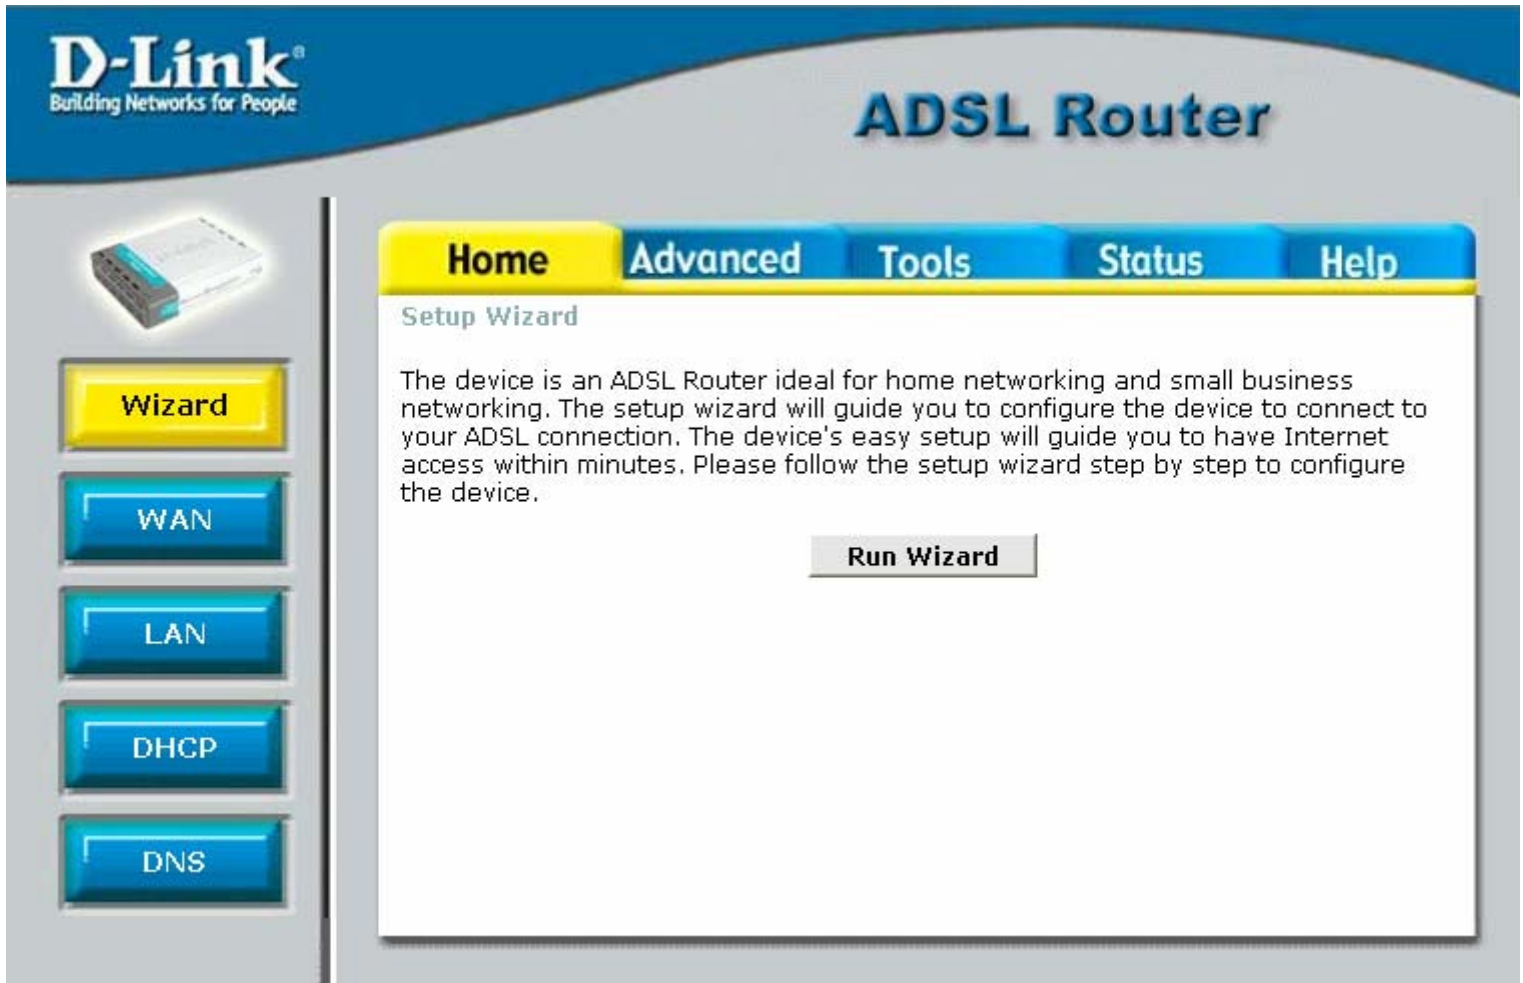 D-Link®
Building Networks for People
ADSL Router
Home
Advanced
Tools
Status
Help
Wizard
WAN
LAN
DHCP
DNS
Setup Wizard
The device is an ADSL Router ideal for home networking and small business
networking. The setup wizard will guide you to configure the device to connect to
your ADSL connection. The device's easy setup will guide you to have Internet
access within minutes. Please follow the setup wizard step by step to configure
the device.
Run Wizard